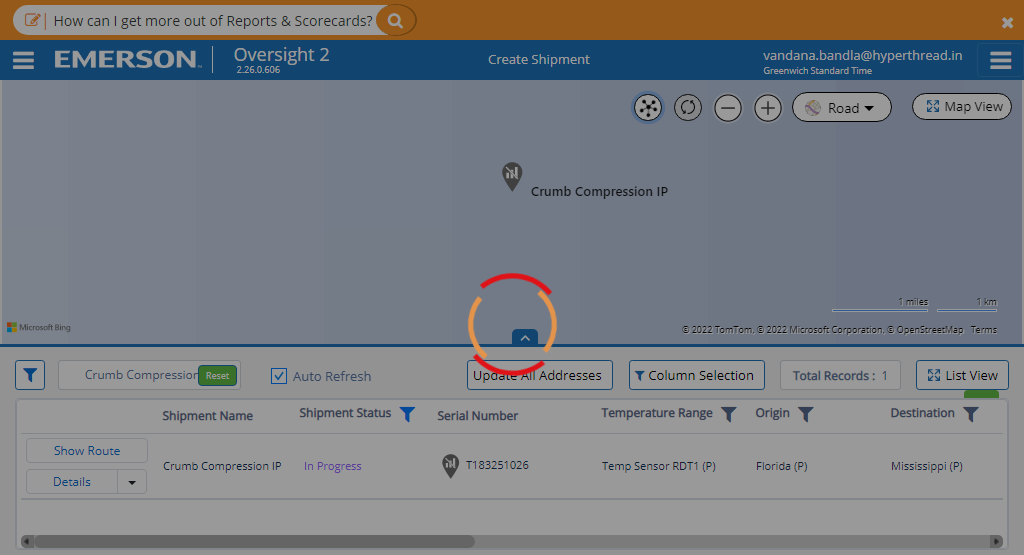 How can I get more out of Reports & Scorecards?
EMERSON™ Oversight 2
2.26.0.606
Create Shipment
vandana.bandla@hyperthread.in
Greenwich Standard Time
Road
Map View
Crumb Compression IP
1 miles 1 km
Microsoft Bing
© 2022 TomTom, © 2022 Microsoft Corporation, © OpenStreetMap Terms
Crumb Compression Reset
Auto Refresh
Update All Addresses
Column Selection
Total Records : 1
List View
Shipment Name Shipment Status Serial Number Temperature Range Origin Destination
Show Route
Crumb Compression IP In Progress T183251026 Temp Sensor RDT1 (P) Florida (P) Mississippi (P)
Details